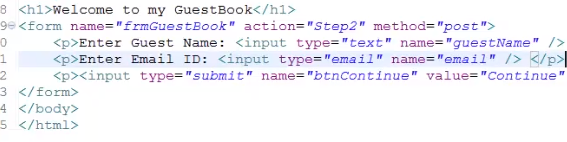 8 <h1>Welcome to my GuestBook</h1>
9 <form name="frmGuestBook" action="Step2" method="post">
0 <p>Enter Guest Name: <input type="text" name="guestName" />
1 <p>Enter Email ID: <input type="email" name="email" /> </p>
2 <p><input type="submit" name="btnContinue" value="Continue"
3 </form>
4 </body>
5 </html>